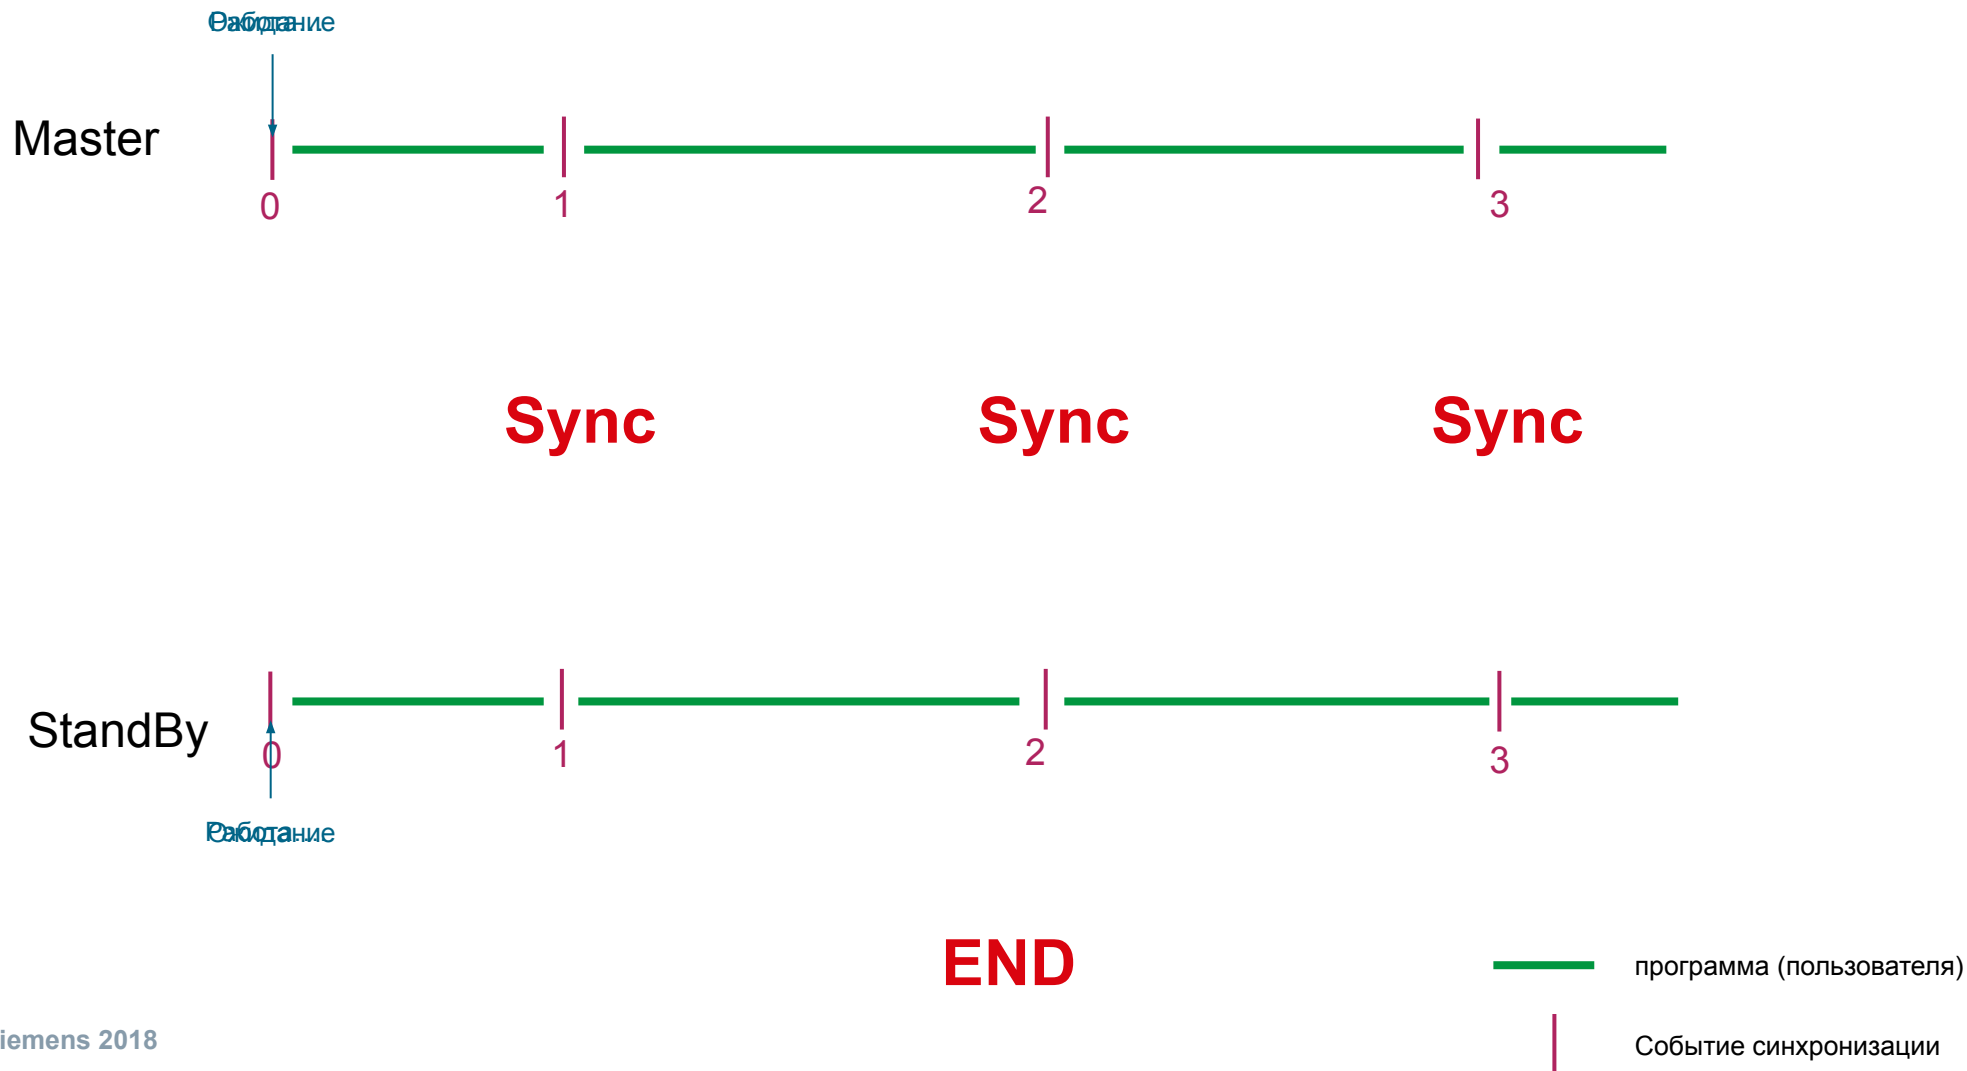 Master
0
1
2
3
Sync
Sync
Sync
StandBy
0
1
2
3
END
программа (пользователя)
Событие синхронизации
iemens 2018